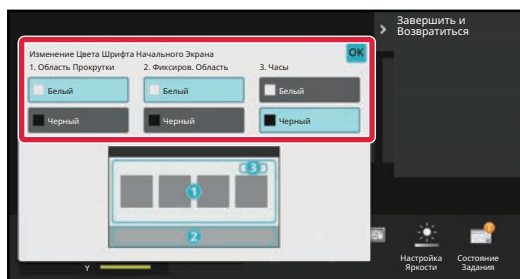 Завершить и
Возвратиться
Изменение Цвета Шрифта Начального Экрана
OK
1. Область Прокрутки
2. Фиксиров. Область
3. Часы
Белый
Белый
Белый
Черный
Черный
Черный
3
1
2
Настройка
Яркости
Состояние
Задания
Y